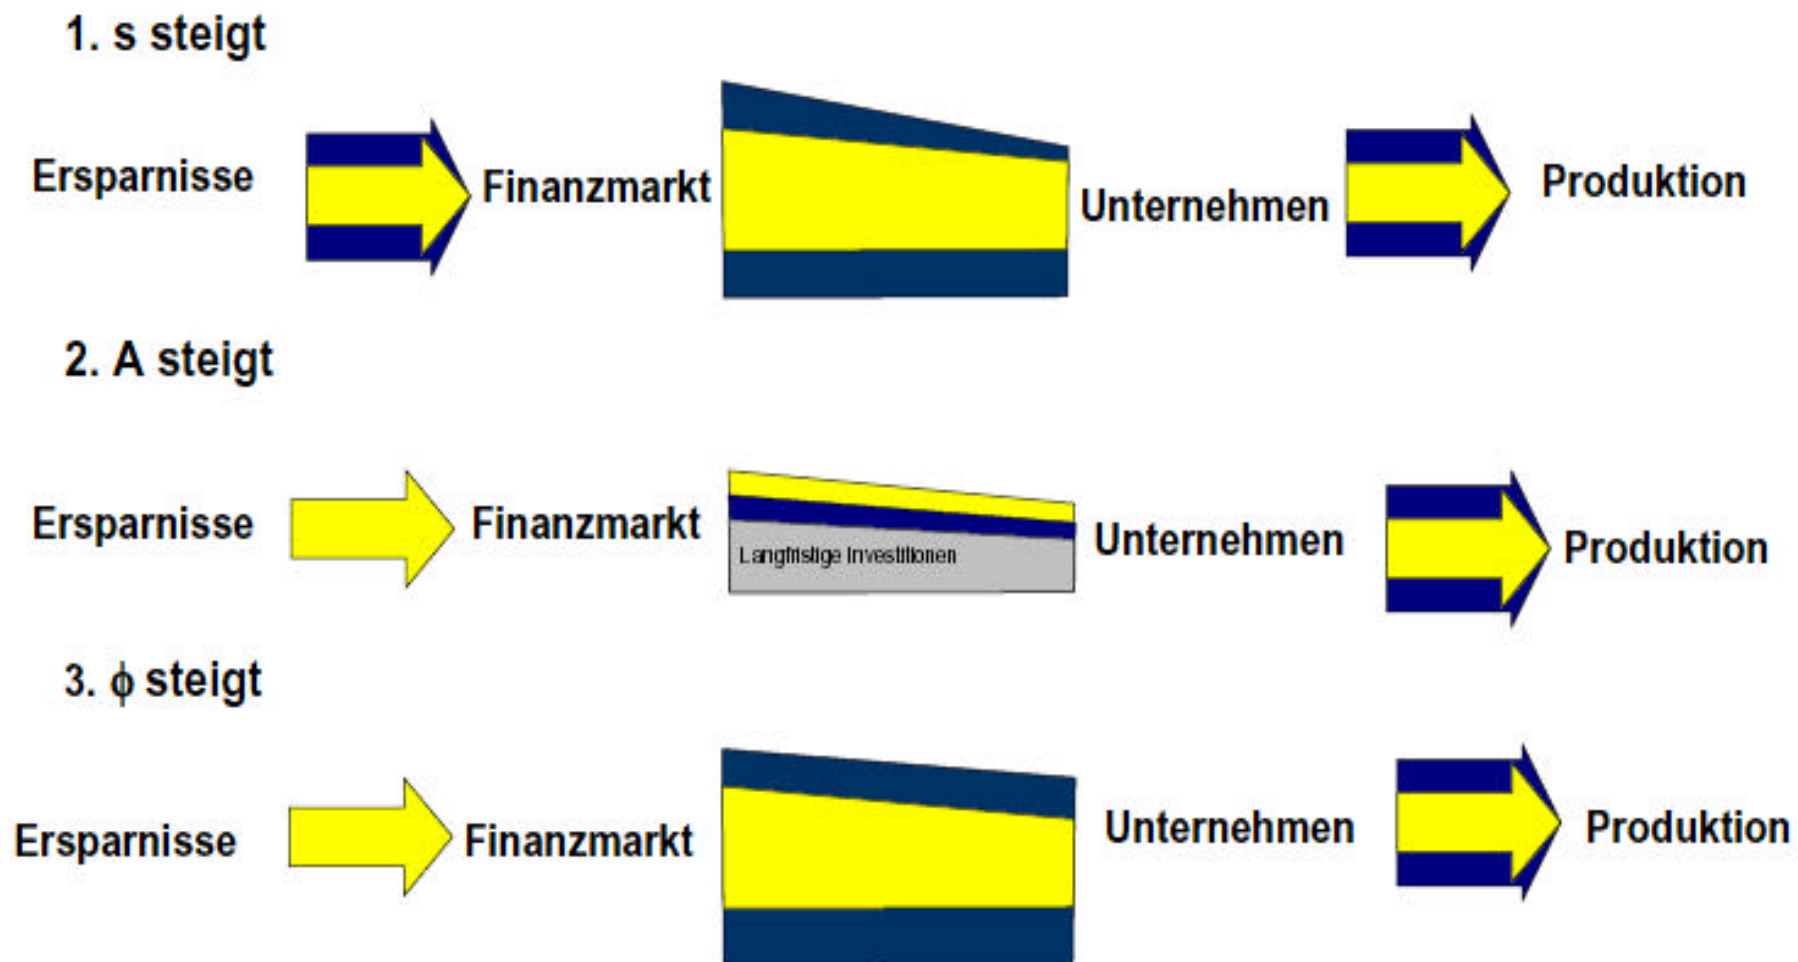 1. s steigt
Ersparnisse Finanzmarkt Unternehmen Produktion
2. A steigt
Ersparnisse Finanzmarkt Langfristige Investitionen Unternehmen Produktion
3. ϕ steigt
Ersparnisse Finanzmarkt Unternehmen Produktion